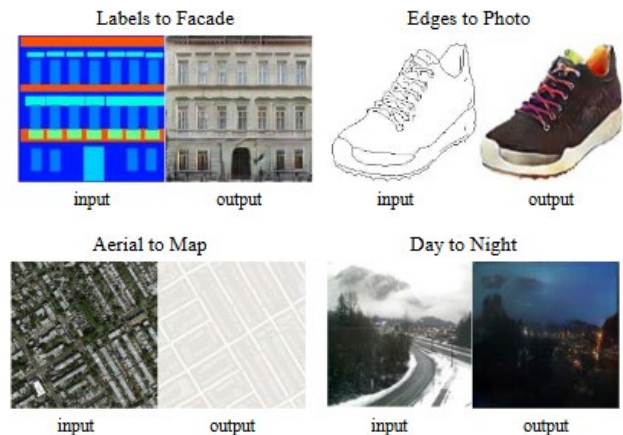 Labels to Facade
Edges to Photo
input
output
input
output
Aerial to Map
Day to Night
input
output
input
output